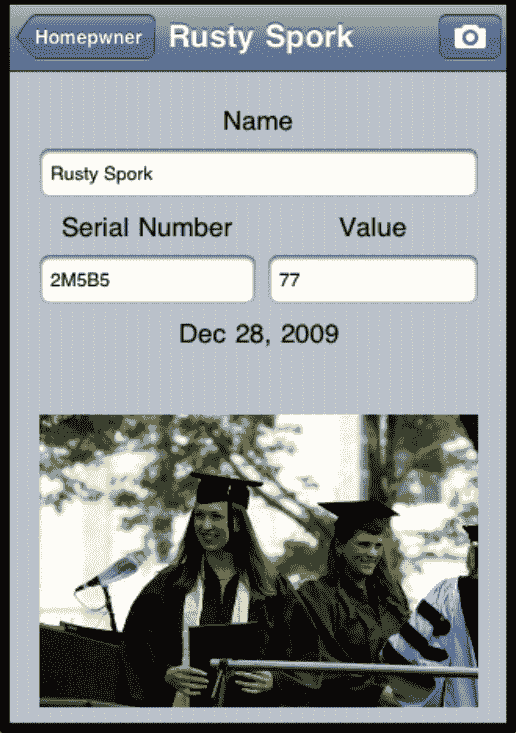 Homepwner
Rusty Spork
Name
Rusty Spork
Serial Number
Value
2M5B5
77
Dec 28, 2009